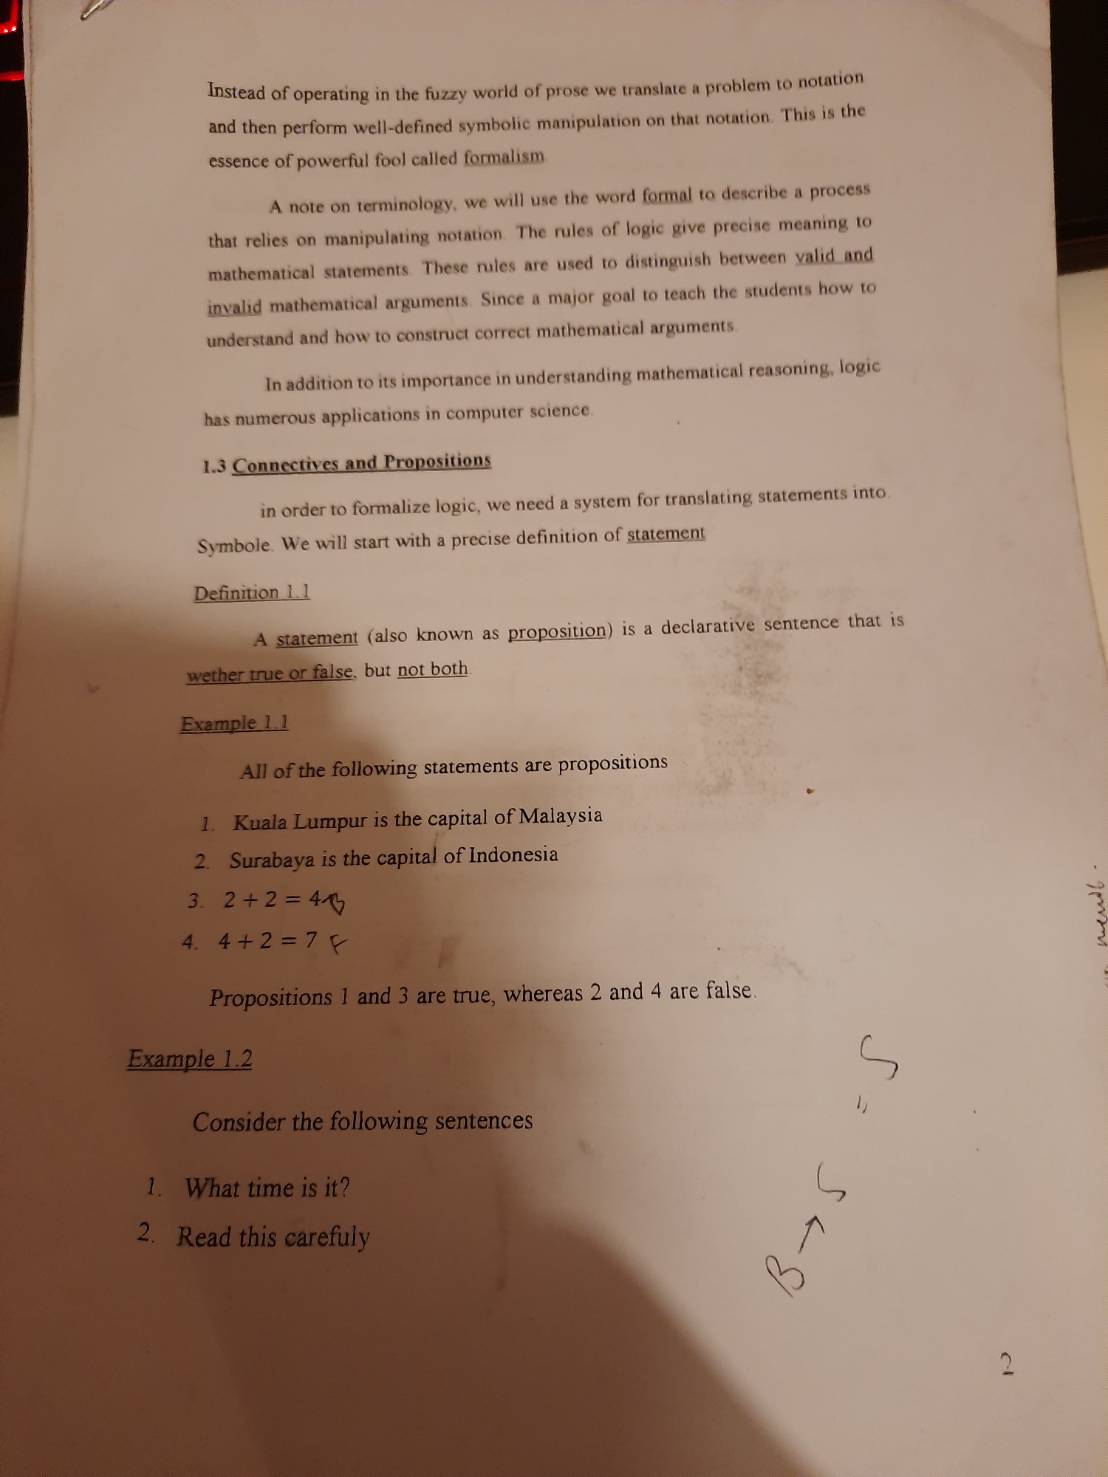 Instead of operating in the fuzzy world of prose we translate a problem to notation
and then perform well-defined symbolic manipulation on that notation. This is the
essence of powerful fool called formalism
A note on terminology, we will use the word formal to describe a process
that relies on manipulating notation. The rules of logic give precise meaning to
mathematical statements. These rules are used to distinguish between valid and
invalid mathematical arguments. Since a major goal to teach the students how to
understand and how to construct correct mathematical arguments.
In addition to its importance in understanding mathematical reasoning, logic
has numerous applications in computer science.
1.3 Connectives and Propositions
in order to formalize logic, we need a system for translating statements into
Symbole. We will start with a precise definition of statement
Definition 1.1
A statement (also known as proposition) is a declarative sentence that is
wether true or false, but not both.
Example 1.1
All of the following statements are propositions
1. Kuala Lumpur is the capital of Malaysia
2. Surabaya is the capital of Indonesia
3. 2 + 2 = 4
4. 4 + 2 = 7 F
Propositions 1 and 3 are true, whereas 2 and 4 are false.
Example 1.2
Consider the following sentences
1. What time is it?
2. Read this carefuly
B → S
2